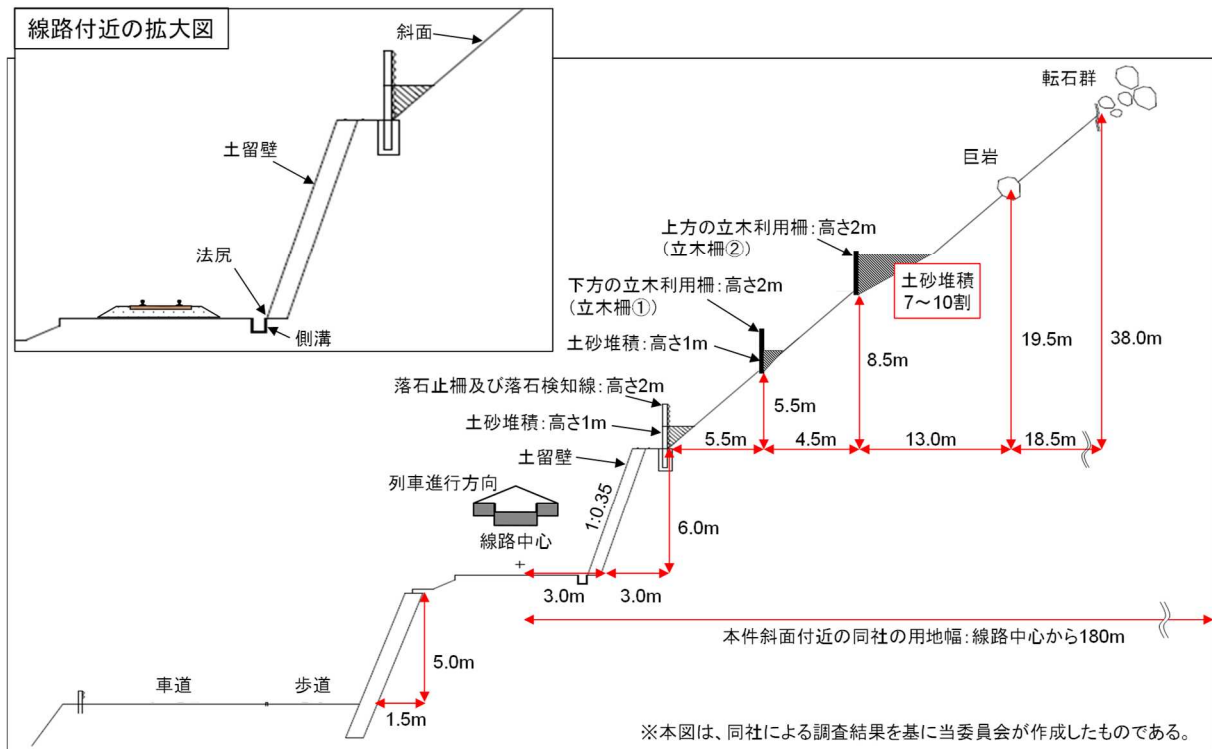 線路付近の拡大図
斜面
土留壁
法尻
側溝
転石群
巨岩
上方の立木利用柵:高さ2m
(立木柵②)
下方の立木利用柵:高さ2m
(立木柵①)
土砂堆積
7～10割
土砂堆積:高さ1m
19.5m
38.0m
8.5m
落石止柵及び落石検知線:高さ2m
5.5m
土砂堆積:高さ1m
5.5m
4.5m
13.0m
18.5m
土留壁
列車進行方向
1:0.35
6.0m
線路中心
3.0m
3.0m
本件斜面付近の同社の用地幅:線路中心から180m
5.0m
車道
歩道
1.5m
※本図は、同社による調査結果を基に当委員会が作成したものである。